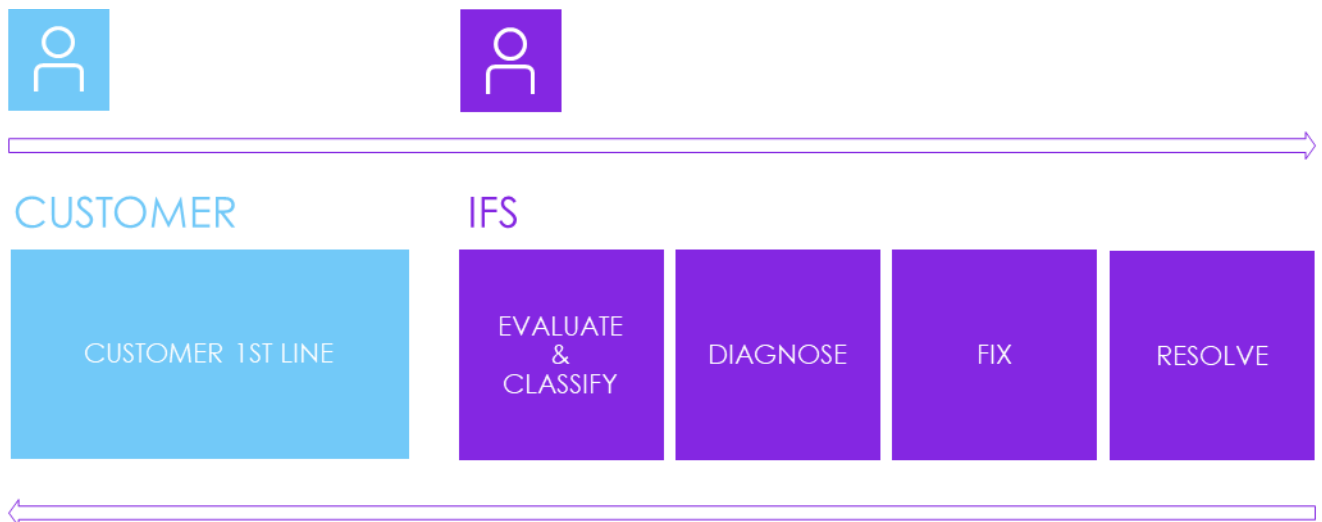 CUSTOMER
IFS
CUSTOMER 1ST LINE
EVALUATE
&
CLASSIFY
DIAGNOSE
FIX
RESOLVE